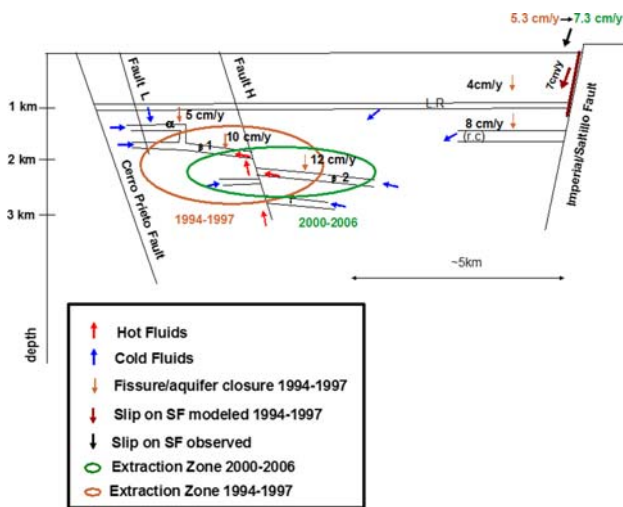 5.3 cm/y→7.3 cm/y
Fault L
Fault H
7cm/y
4cm/y
L.R
1 km
5 cm/y
8 cm/y
α
10 cm/y
(r.c)
1
2 km
12 cm/y
2
Cerro Prieto Fault
Imperial/Saltillo Fault
3 km
1994-1997
2000-2006
~5km
depth
Hot Fluids
Cold Fluids
Fissure/aquifer closure 1994-1997
Slip on SF modeled 1994-1997
Slip on SF observed
Extraction Zone 2000-2006
Extraction Zone 1994-1997